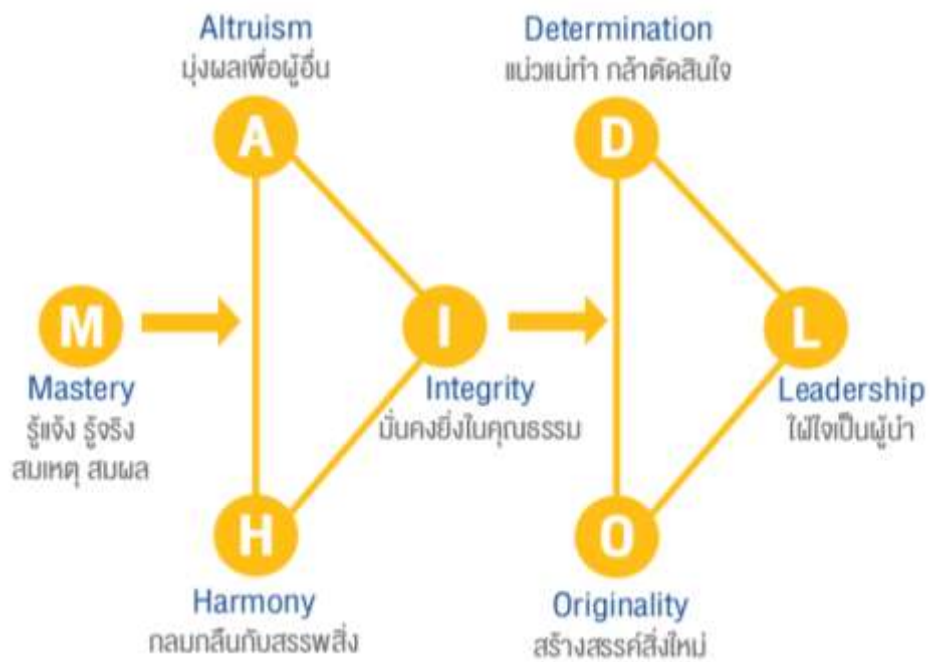 Altruism
มุ่งผลเพื่อผู้อื่น
A
Determination
แน่วแน่ทำ กล้าตัดสินใจ
D
M
Mastery
รู้แจ้ง รู้จริง
สมเหตุ สมผล
I
Integrity
มั่นคงยิ่งในคุณธรรม
L
Leadership
ใฝ่ใจเป็นผู้นำ
H
Harmony
กลมกลืนกับสรรพสิ่ง
O
Originality
สร้างสรรค์สิ่งใหม่